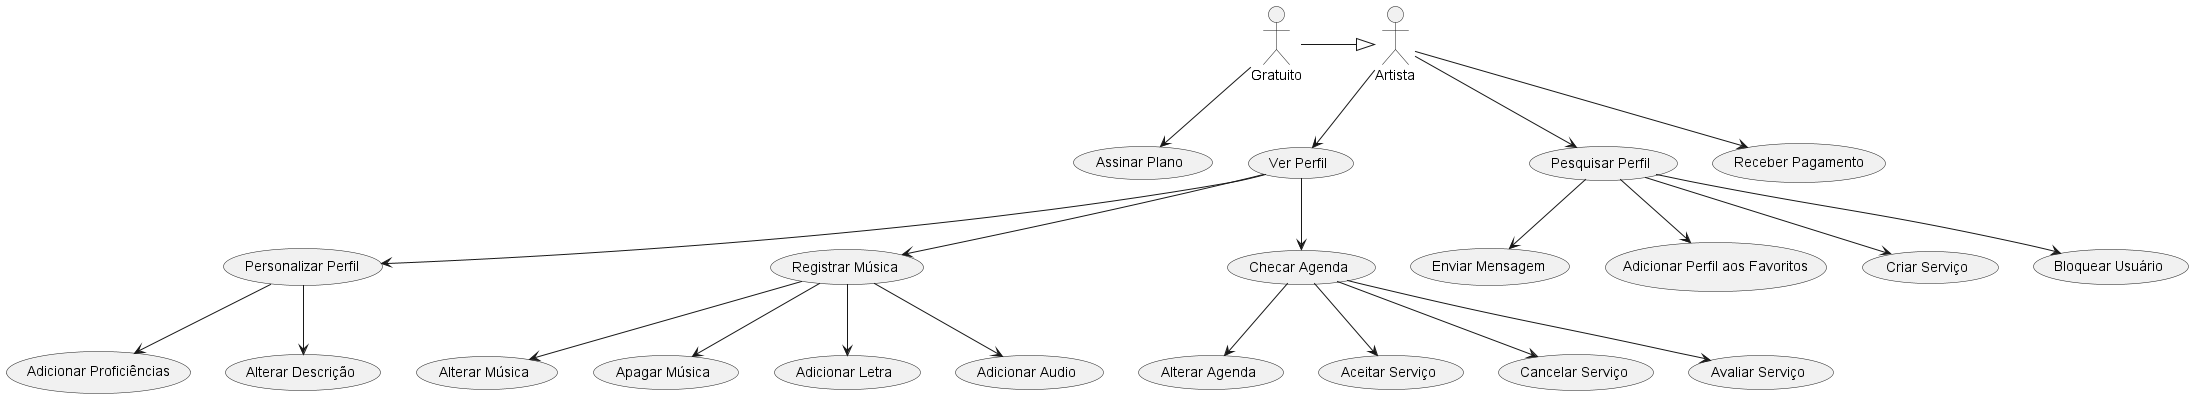 Gratuito
Artista
Assinar Plano
Ver Perfil
Pesquisar Perfil
Receber Pagamento
Personalizar Perfil
Registrar Música
Checar Agenda
Enviar Mensagem
Adicionar Perfil aos Favoritos
Criar Serviço
Bloquear Usuário
Adicionar Proficiências
Alterar Descrição
Alterar Música
Apagar Música
Adicionar Letra
Adicionar Audio
Alterar Agenda
Aceitar Serviço
Cancelar Serviço
Avaliar Serviço